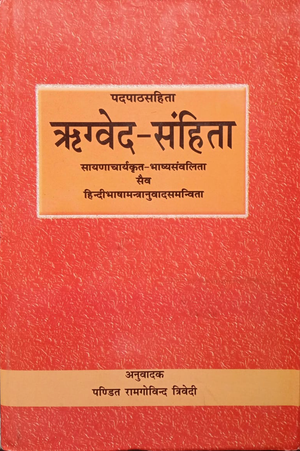 पदपाठसहिता
ऋग्वेद-संहिता
सायणाचार्यकृत-भाष्यसंवलिता
सैव
हिन्दीभाषामन्त्रानुवादसमन्विता
अनुवादक
पण्डित रामगोविन्द त्रिवेदी